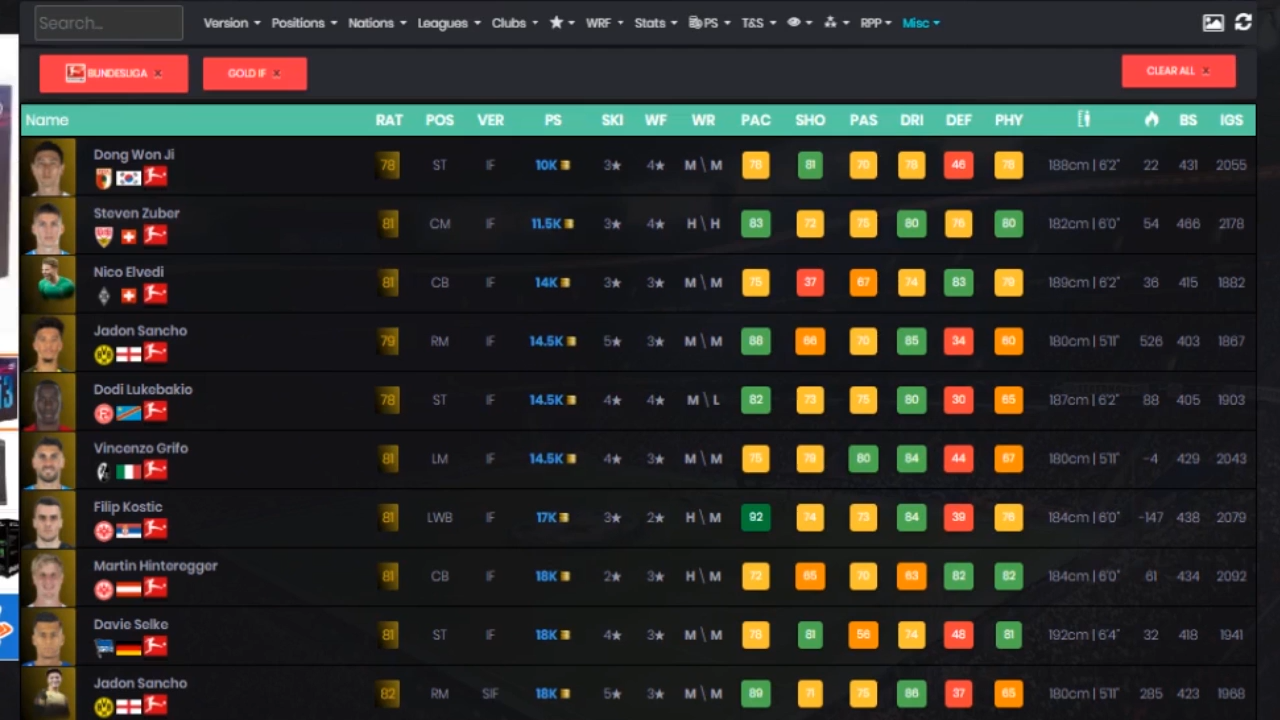 Search... Version Positions Nations Leagues Clubs WRF Stats PS T&S RPP Misc
BUNDESLIGA x GOLD IF x CLEAR ALL x
Name RAT POS VER PS SKI WF WR PAC SHO PAS DRI DEF PHY BS IGS
Dong Won Ji 78 ST IF 10K 3★ 4★ M \ M 78 81 70 78 46 76 188cm | 6'2" 22 431 2055
Steven Zuber 81 CM IF 11.5K 3★ 4★ H \ H 83 72 75 80 76 80 182cm | 6'0" 54 466 2178
Nico Elvedi 81 CB IF 14K 3★ 3★ M \ M 75 37 67 74 83 79 189cm | 6'2" 36 415 1882
Jadon Sancho 79 RM IF 14.5K 5★ 3★ M \ M 88 66 70 85 34 60 180cm | 5'11" 526 403 1867
Dodi Lukebakio 78 ST IF 14.5K 4★ 4★ M \ L 82 73 75 80 30 65 187cm | 6'2" 88 405 1903
Vincenzo Grifo 81 LM IF 14.5K 4★ 3★ M \ M 75 79 80 84 44 67 180cm | 5'11" -4 429 2043
Filip Kostic 81 LWB IF 17K 3★ 2★ H \ M 92 74 73 84 39 76 184cm | 6'0" -147 438 2079
Martin Hinteregger 81 CB IF 18K 2★ 3★ H \ M 72 65 70 63 82 82 184cm | 6'0" 61 434 2092
Davie Selke 81 ST IF 18K 4★ 3★ M \ M 78 81 56 74 48 81 192cm | 6'4" 32 418 1941
Jadon Sancho 82 RM SIF 18K 5★ 3★ M \ M 89 71 75 86 37 65 180cm | 5'11" 285 423 1968